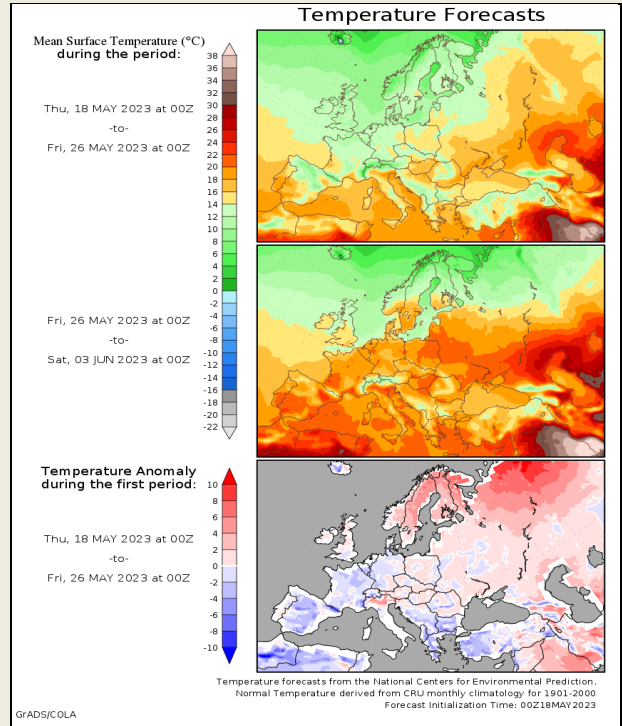 Temperature Forecasts
Mean Surface Temperature (°C)
during the period:
38
36
34
32
30
28
26
24
22
20
18
16
14
12
10
8
6
4
2
0
-2
-4
-6
-8
-10
-12
-14
-16
-18
-20
-22
Thu, 18 MAY 2023 at 00Z
-to-
Fri, 26 MAY 2023 at 00Z
Fri, 26 MAY 2023 at 00Z
-to-
Sat, 03 JUN 2023 at 00Z
Temperature Anomaly
during the first period:
10
8
6
4
2
0
-2
-4
-6
-8
-10
Thu, 18 MAY 2023 at 00Z
-to-
Fri, 26 MAY 2023 at 00Z
Temperature forecasts from the National Centers for Environmental Prediction.
Normal Temperature derived from CRU monthly climatology for 1901-2000
Forecast Initialization Time: 00Z18MAY2023
GrADS/COLA